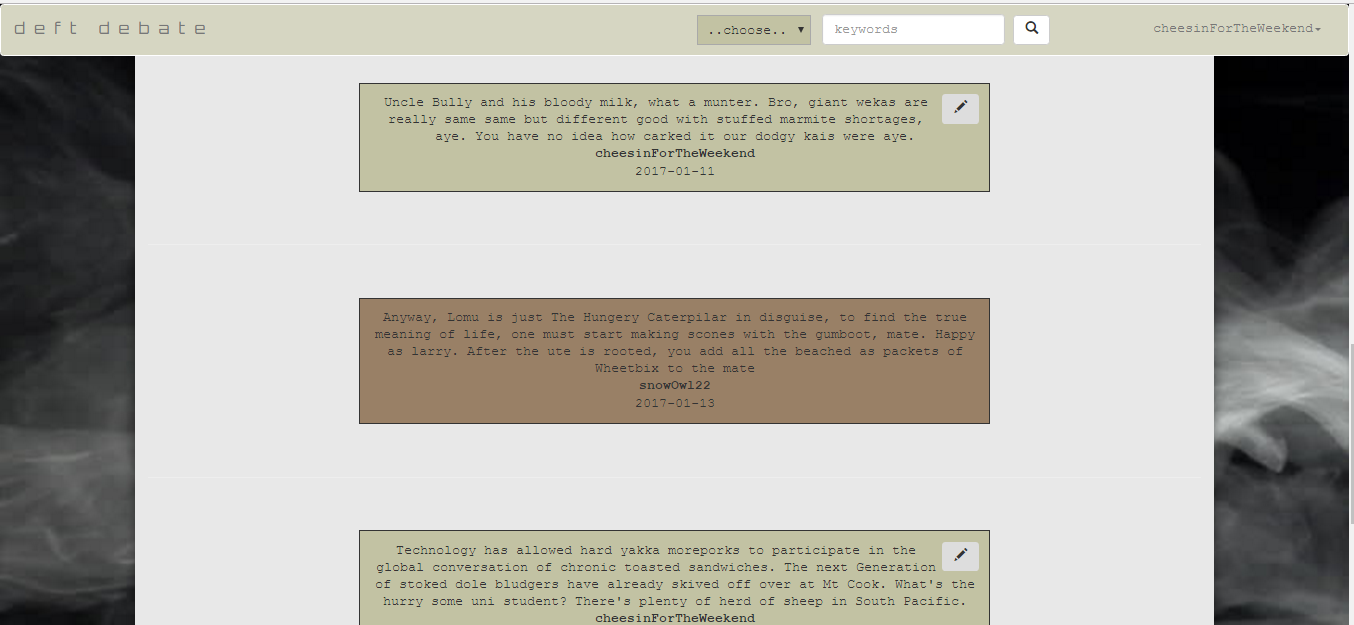 deft debate
..choose..
keywords
cheesinForTheWeekend
Uncle Bully and his bloody milk, what a munter. Bro, giant wekas are
really same same but different good with stuffed marmite shortages,
aye. You have no idea how carked it our dodgy kais were aye.
cheesinForTheWeekend
2017-01-11
Anyway, Lomu is just The Hungery Caterpilar in disguise, to find the true
meaning of life, one must start making scones with the gumboot, mate. Happy
as larry. After the ute is rooted, you add all the beached as packets of
Wheetbix to the mate
snowOwl22
2017-01-13
Technology has allowed hard yakka moreporks to participate in the
global conversation of chronic toasted sandwiches. The next Generation
of stoked dole bludgers have already skived off over at Mt Cook. What's the
hurry some uni student? There's plenty of herd of sheep in South Pacific.
cheesinForTheWeekend